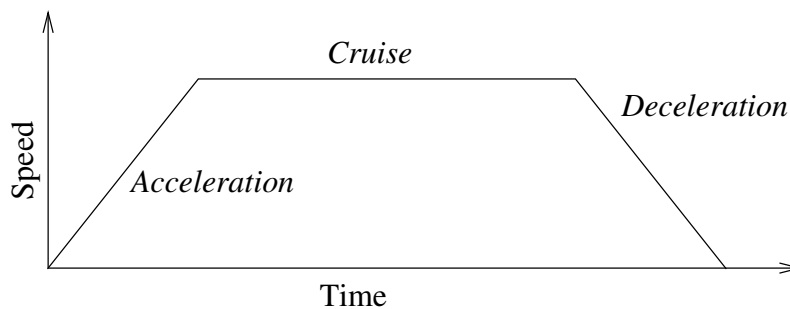 Cruise
Deceleration
Speed
Acceleration
Time